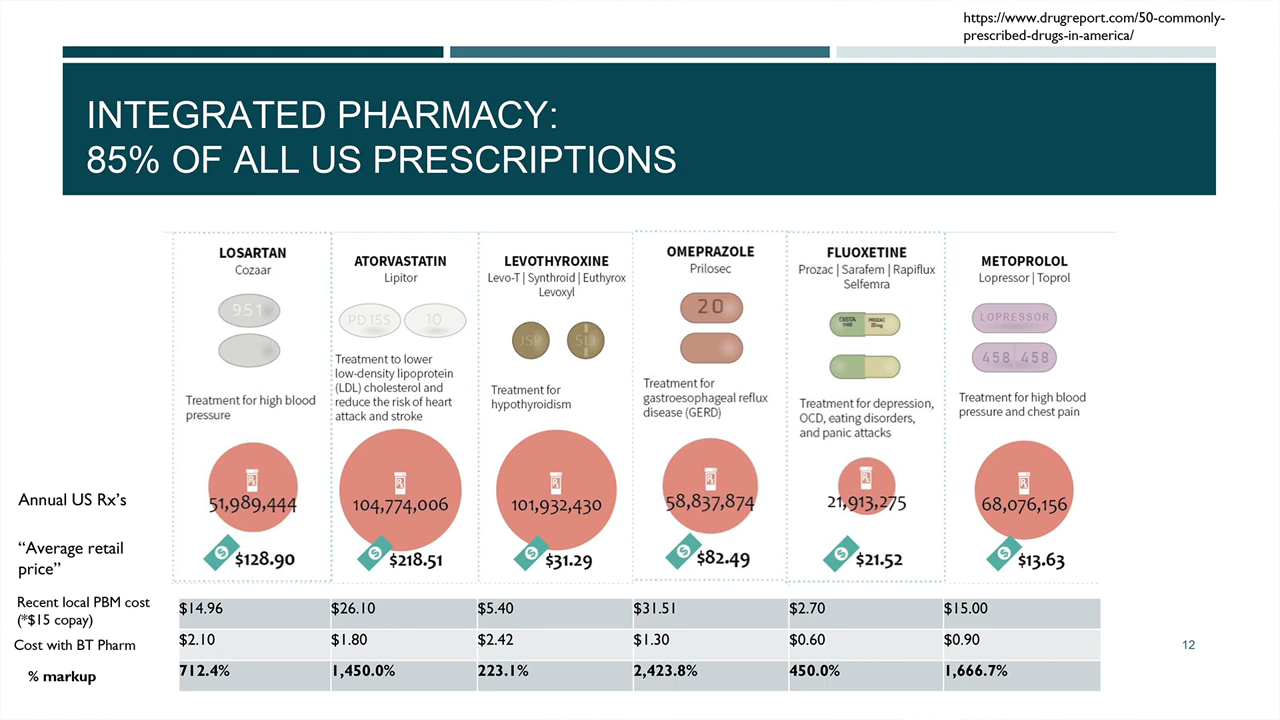 https://www.drugreport.com/50-commonly-
prescribed-drugs-in-america/
INTEGRATED PHARMACY:
85% OF ALL US PRESCRIPTIONS
LOSARTAN
Cozaar
951
Treatment for high blood
pressure
ATORVASTATIN
Lipitor
PD 155 10
Treatment to lower
low-density lipoprotein
(LDL) cholesterol and
reduce the risk of heart
attack and stroke
LEVOTHYROXINE
Levo-T | Synthroid | Euthyrox
Levoxyl
JSP 513
Treatment for
hypothyroidism
OMEPRAZOLE
Prilosec
20
Treatment for
gastroesophageal reflux
disease (GERD)
FLUOXETINE
Prozac | Sarafem | Rapiflux
Selfemra
DISTA PROZAC
3105 20mg
Treatment for depression,
OCD, eating disorders,
and panic attacks
METOPROLOL
Lopressor | Toprol
LOPRESSOR
458 458
Treatment for high blood
pressure and chest pain
Annual US Rx's
51,989,444 104,774,006 101,932,430 58,837,874 21,913,275 68,076,156
“Average retail
price”
$128.90 $218.51 $31.29 $82.49 $21.52 $13.63
Recent local PBM cost
(*$15 copay)
$14.96 $26.10 $5.40 $31.51 $2.70 $15.00
Cost with BT Pharm
$2.10 $1.80 $2.42 $1.30 $0.60 $0.90
% markup
712.4% 1,450.0% 223.1% 2,423.8% 450.0% 1,666.7%
12